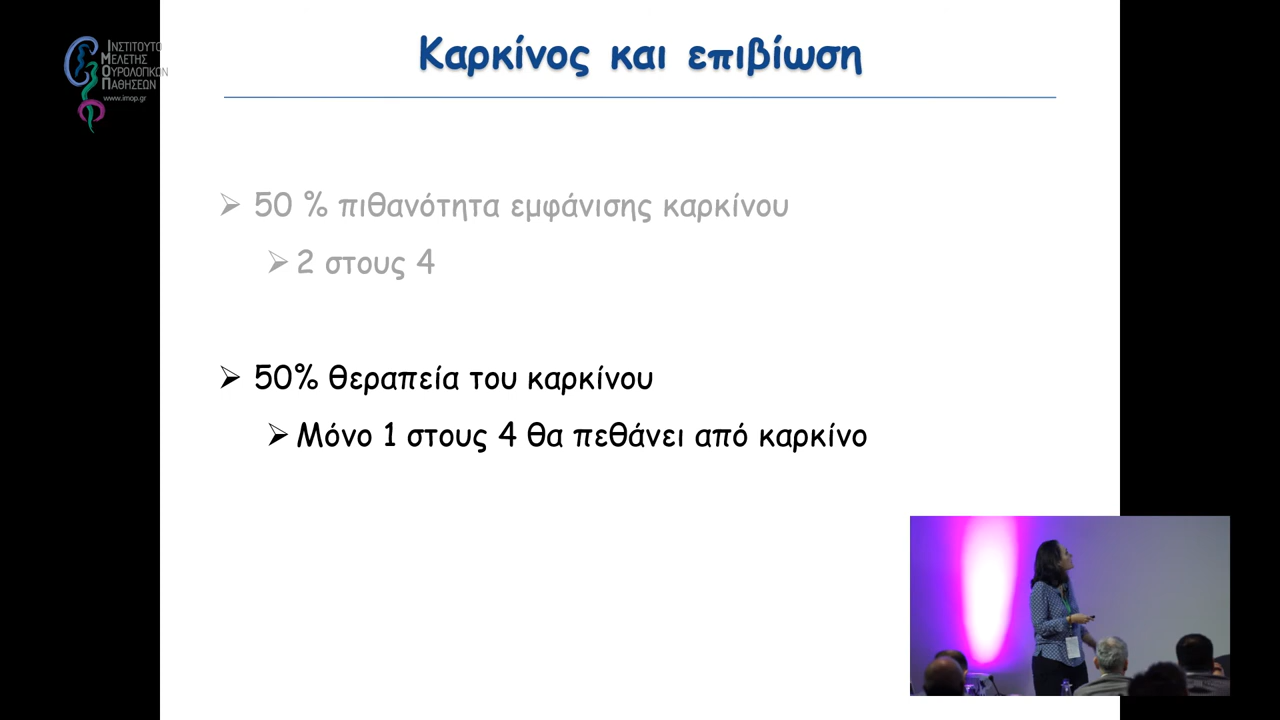 ΙΝΣΤΙΤΟΥΤΟ
ΜΕΛΕΤΗΣ
ΟΥΡΟΛΟΓΙΚΩΝ
ΠΑΘΗΣΕΩΝ
www.imop.gr
Καρκίνος και επιβίωση
➢ 50 % πιθανότητα εμφάνισης καρκίνου
➢ 2 στους 4
➢ 50% θεραπεία του καρκίνου
➢ Μόνο 1 στους 4 θα πεθάνει από καρκίνο